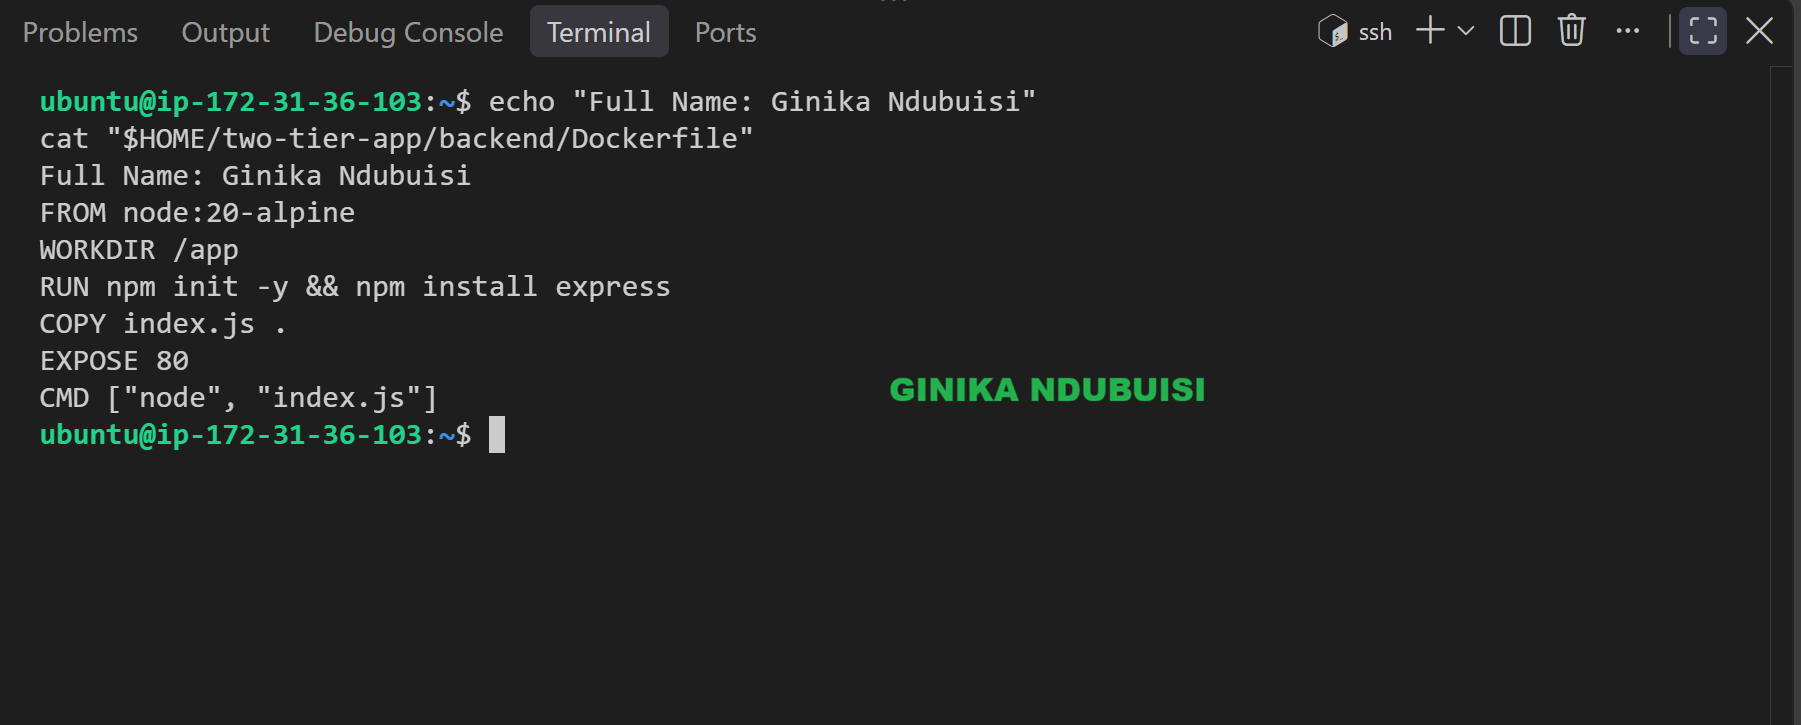 Problems Output Debug Console Terminal Ports ssh
ubuntu@ip-172-31-36-103:~$ echo "Full Name: Ginika Ndubuisi"
cat "$HOME/two-tier-app/backend/Dockerfile"
Full Name: Ginika Ndubuisi
FROM node:20-alpine
WORKDIR /app
RUN npm init -y && npm install express
COPY index.js .
EXPOSE 80
CMD ["node", "index.js"]
GINIKA NDUBUISI
ubuntu@ip-172-31-36-103:~$